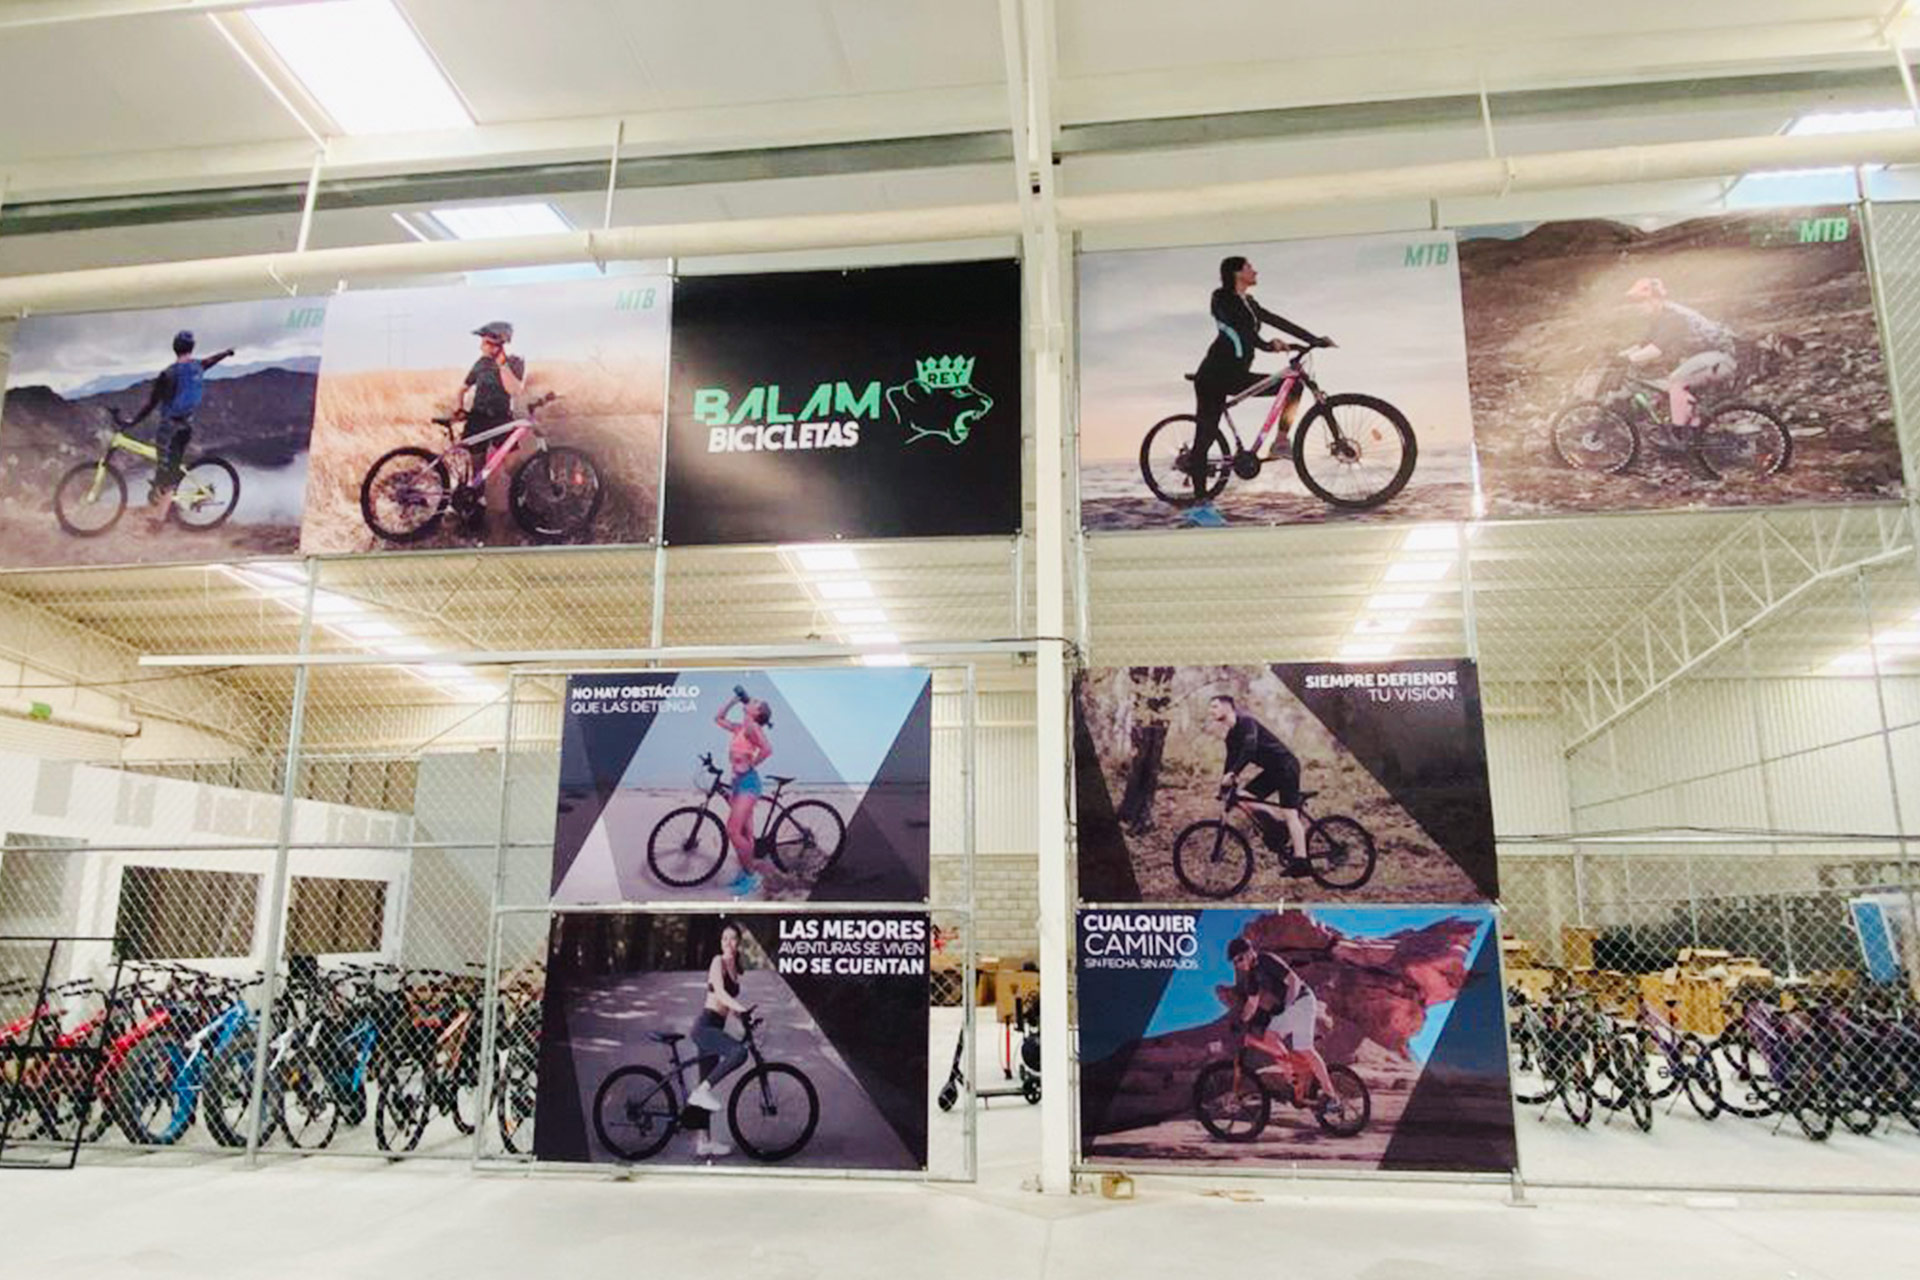 MTB
MTB
BALAM
BICICLETAS
REY
MTB
MTB
NO HAY OBSTÁCULO
QUE LAS DETENGA
SIEMPRE DEFIENDE
TU VISIÓN
LAS MEJORES
AVENTURAS SE VIVEN
NO SE CUENTAN
CUALQUIER
CAMINO
SIN FECHA, SIN ATAJOS